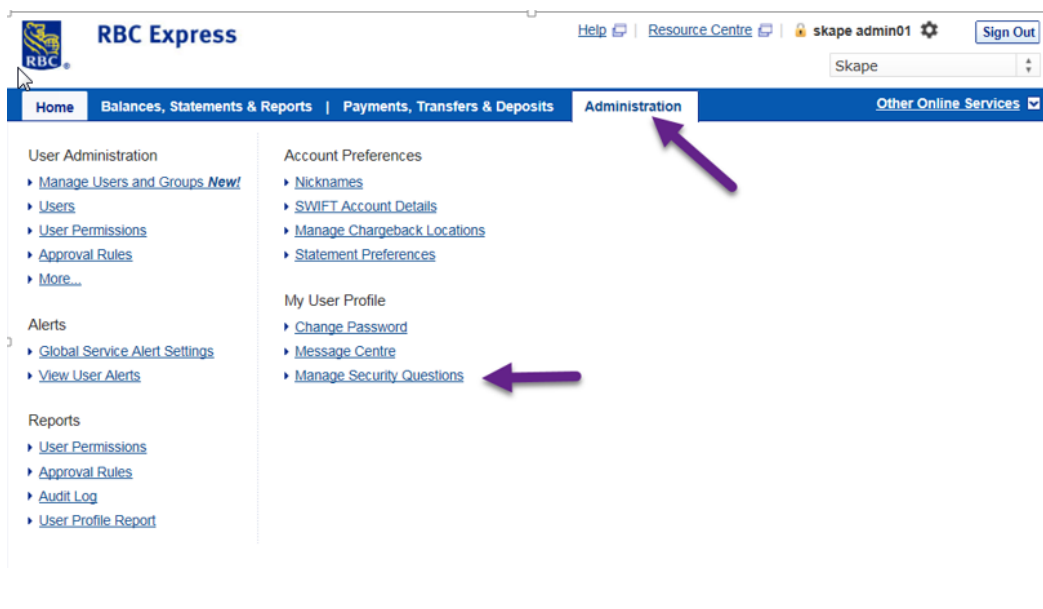 RBC Express
Help | Resource Centre | skape admin01 Sign Out
RBC
Skape
Home Balances, Statements & Reports | Payments, Transfers & Deposits Administration Other Online Services
User Administration
Manage Users and Groups New!
Users
User Permissions
Approval Rules
More...
Alerts
Global Service Alert Settings
View User Alerts
Reports
User Permissions
Approval Rules
Audit Log
User Profile Report
Account Preferences
Nicknames
SWIFT Account Details
Manage Chargeback Locations
Statement Preferences
My User Profile
Change Password
Message Centre
Manage Security Questions